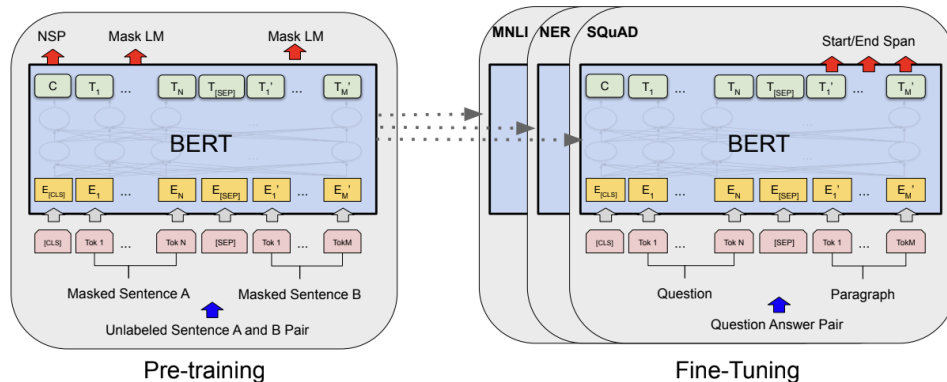 NSP Mask LM Mask LM
C T1 ... TN T[SEP] T1' ... TM'
BERT
E[CLS] E1 ... EN E[SEP] E1' ... EM'
[CLS] Tok 1 ... Tok N [SEP] Tok 1 ... TokM
Masked Sentence A Masked Sentence B
Unlabeled Sentence A and B Pair
Pre-training
MNLI NER SQuAD
Start/End Span
C T1 ... TN T[SEP] T1' ... TM'
BERT
E[CLS] E1 ... EN E[SEP] E1' ... EM'
[CLS] Tok 1 ... Tok N [SEP] Tok 1 ... TokM
Question Paragraph
Question Answer Pair
Fine-Tuning